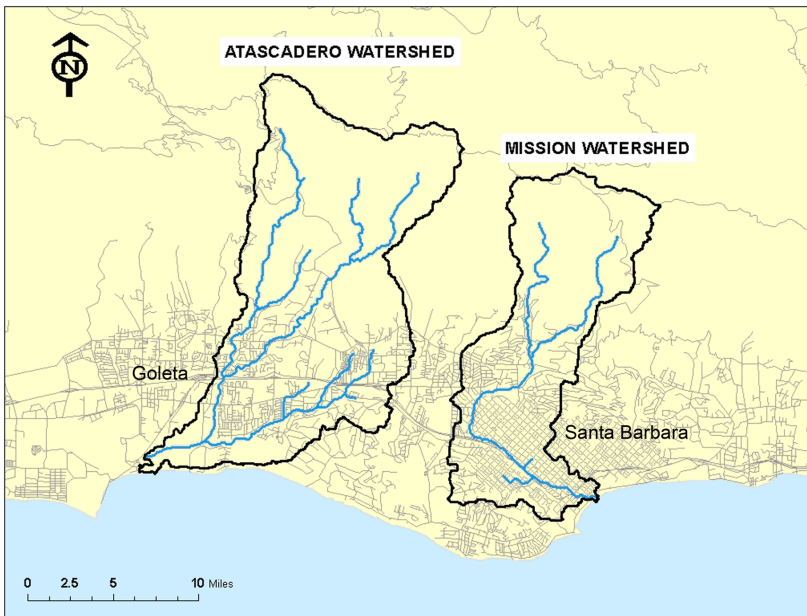 N
ATASCADERO WATERSHED
MISSION WATERSHED
Goleta
Santa Barbara
0 2.5 5 10 Miles